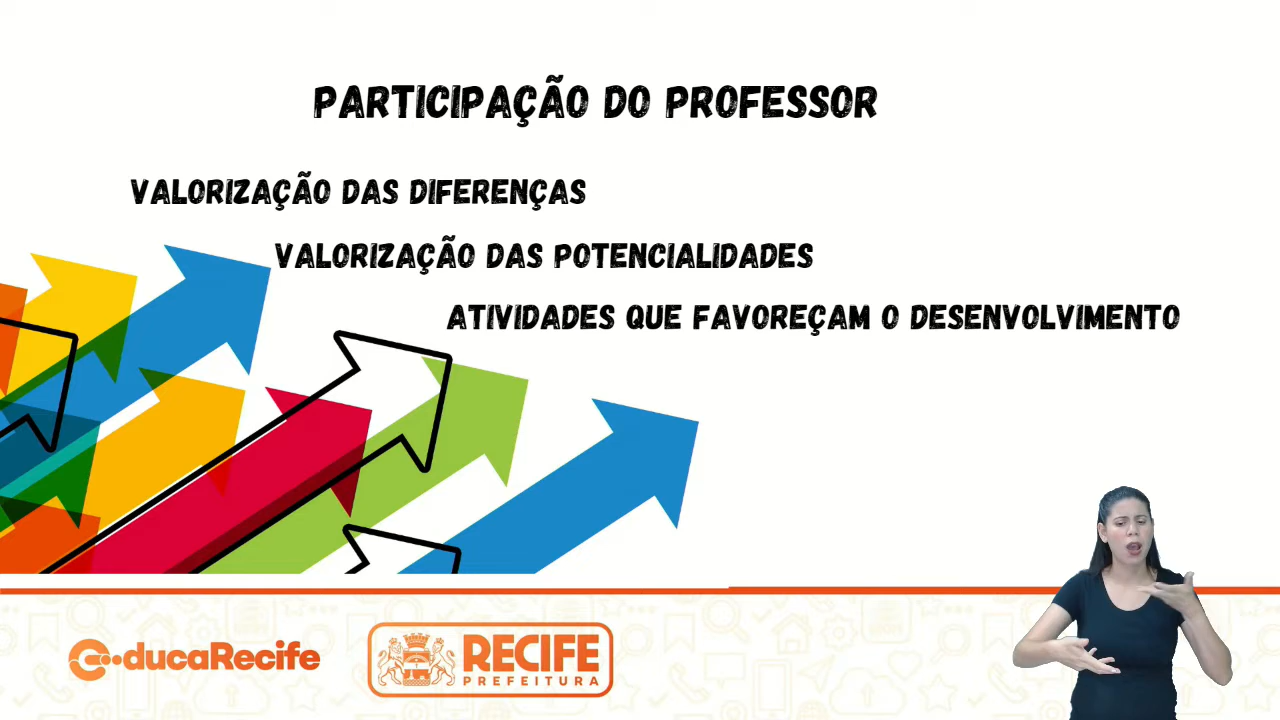 PARTICIPAÇÃO DO PROFESSOR
VALORIZAÇÃO DAS DIFERENÇAS
VALORIZAÇÃO DAS POTENCIALIDADES
ATIVIDADES QUE FAVOREÇAM O DESENVOLVIMENTO
educaRecife
RECIFE
PREFEITURA